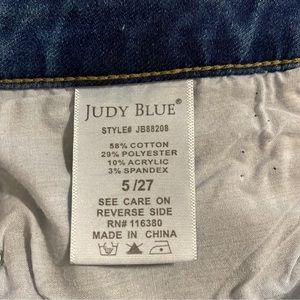 JUDY BLUE®
STYLE# JB88208
58% COTTON
29% POLYESTER
10% ACRYLIC
3% SPANDEX
5 /27
SEE CARE ON
REVERSE SIDE
RN# 116380
MADE IN CHINA